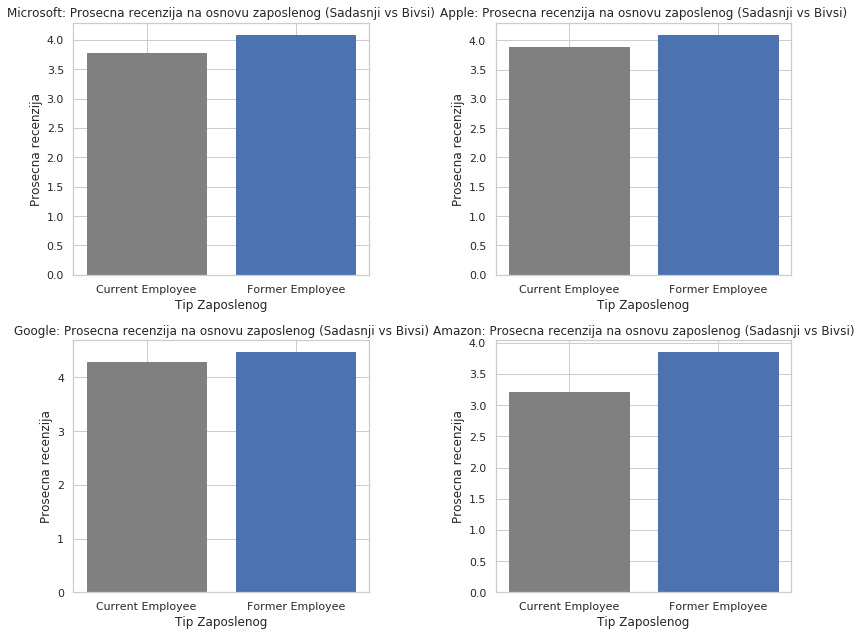 Microsoft: Prosecna recenzija na osnovu zaposlenog (Sadasnji vs Bivsi)
4.0
3.5
3.0
2.5
2.0
1.5
1.0
0.5
0.0
Prosecna recenzija
Current Employee Former Employee
Tip Zaposlenog
Apple: Prosecna recenzija na osnovu zaposlenog (Sadasnji vs Bivsi)
4.0
3.5
3.0
2.5
2.0
1.5
1.0
0.5
0.0
Prosecna recenzija
Current Employee Former Employee
Tip Zaposlenog
Google: Prosecna recenzija na osnovu zaposlenog (Sadasnji vs Bivsi)
4
3
2
1
0
Prosecna recenzija
Current Employee Former Employee
Tip Zaposlenog
Amazon: Prosecna recenzija na osnovu zaposlenog (Sadasnji vs Bivsi)
4.0
3.5
3.0
2.5
2.0
1.5
1.0
0.5
0.0
Prosecna recenzija
Current Employee Former Employee
Tip Zaposlenog